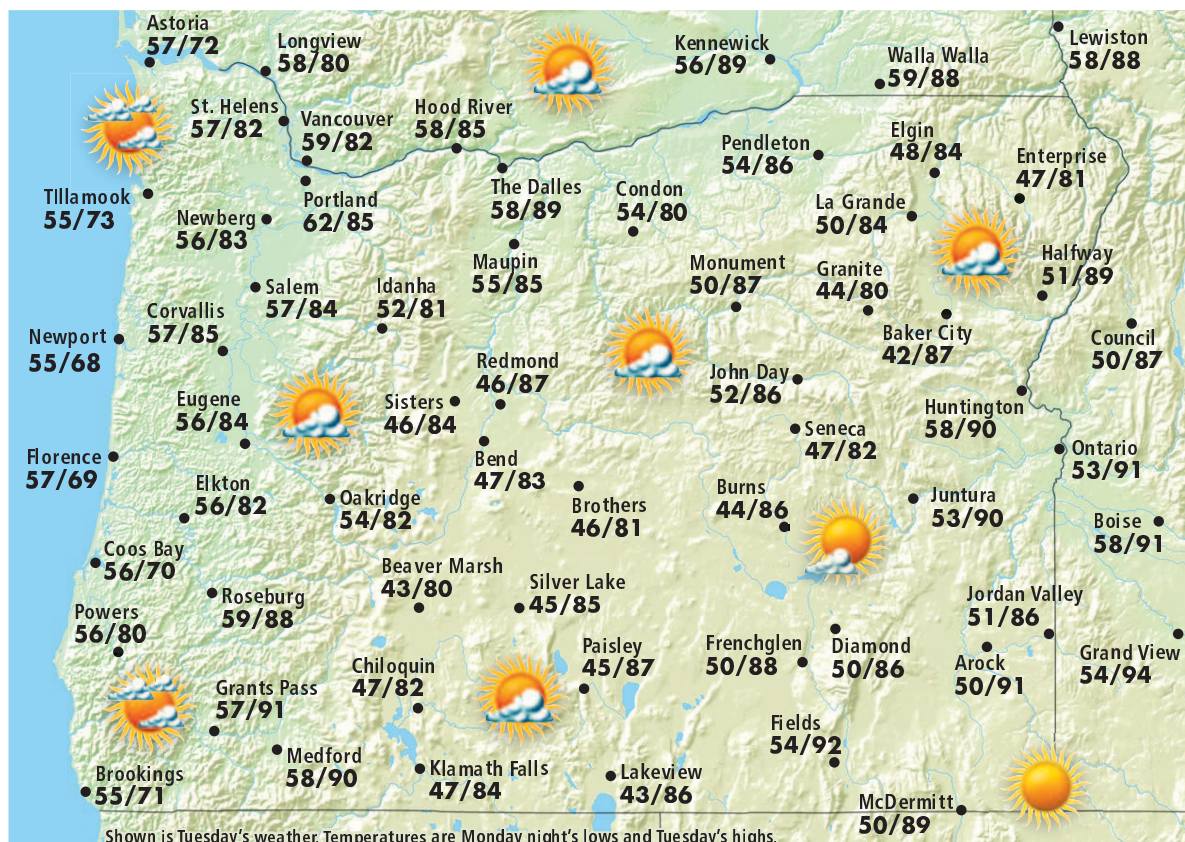 Astoria
57/72
Longview
58/80
Kennewick
56/89
Walla Walla
59/88
Lewiston
58/88
St. Helens
57/82
Vancouver
59/82
Hood River
58/85
Pendleton
54/86
Elgin
48/84
Enterprise
47/81
TIllamook
55/73
Newberg
56/83
Portland
62/85
The Dalles
58/89
Condon
54/80
La Grande
50/84
Maupin
55/85
Monument
50/87
Granite
44/80
Halfway
51/89
Salem
57/84
Idanha
52/81
Corvallis
57/85
Newport
55/68
Baker City
42/87
Council
50/87
Redmond
46/87
John Day
52/86
Eugene
56/84
Sisters
46/84
Huntington
58/90
Seneca
47/82
Ontario
53/91
Florence
57/69
Bend
47/83
Elkton
56/82
Oakridge
54/82
Brothers
46/81
Burns
44/86
Juntura
53/90
Boise
58/91
Coos Bay
56/70
Beaver Marsh
43/80
Silver Lake
45/85
Roseburg
59/88
Jordan Valley
51/86
Powers
56/80
Paisley
45/87
Frenchglen
50/88
Diamond
50/86
Arock
50/91
Grand View
54/94
Chiloquin
47/82
Grants Pass
57/91
Fields
54/92
Medford
58/90
Klamath Falls
47/84
Lakeview
43/86
Brookings
55/71
McDermitt
50/89
Shown is Tuesday's weather. Temperatures are Monday night's lows and Tuesday's highs.